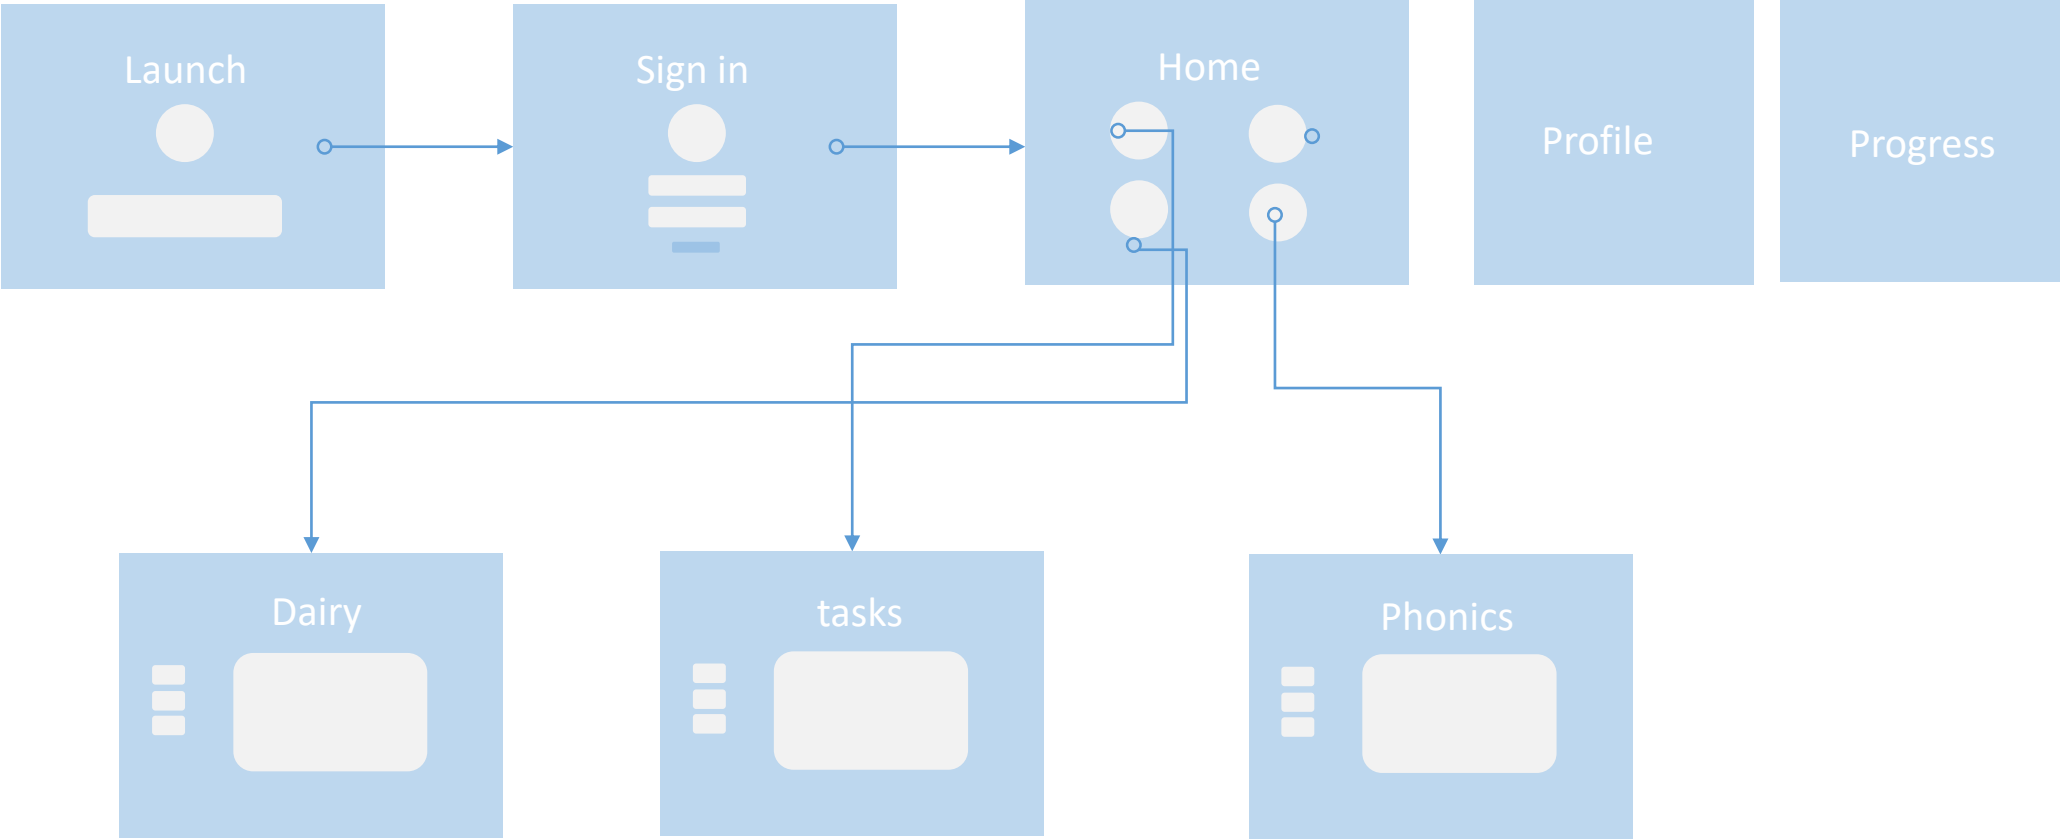 Launch
Sign in
Home
Profile
Progress
Dairy
tasks
Phonics